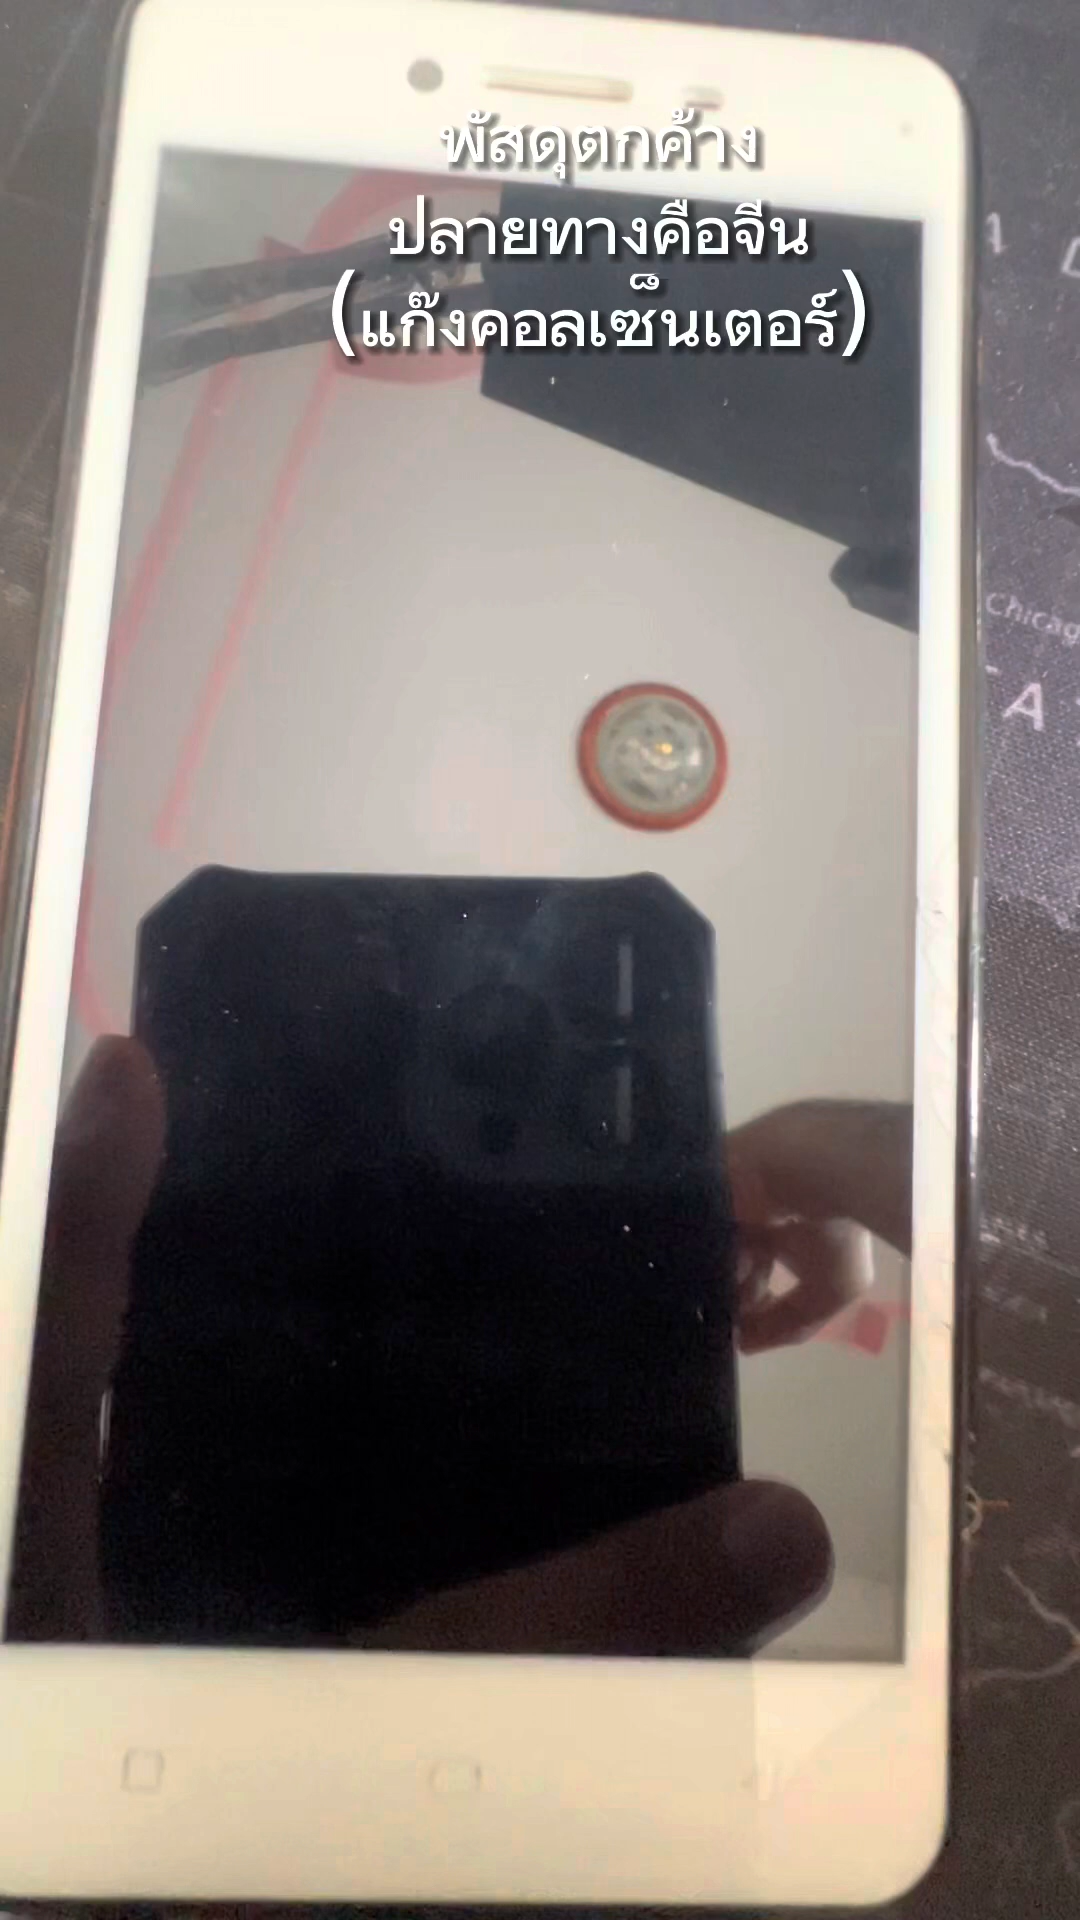 พัสดุตกค้าง
ปลายทางคือจีน
(แก๊งคอลเซ็นเตอร์)
Chicag
A